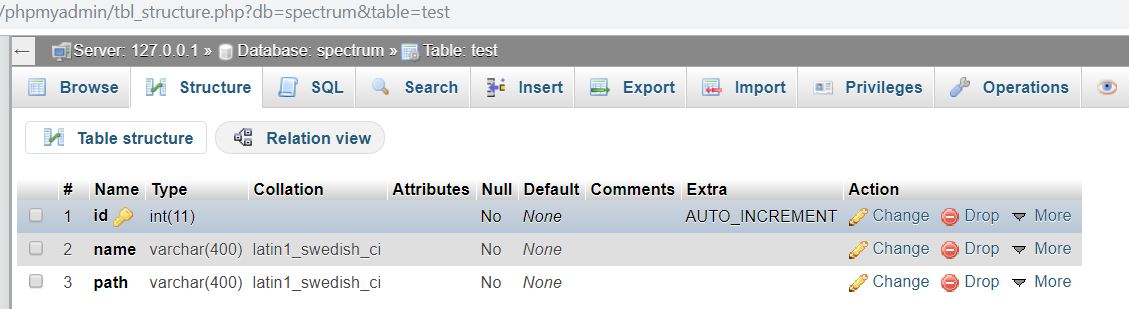 /phpmyadmin/tbl_structure.php?db=spectrum&table=test
← Server: 127.0.0.1 » Database: spectrum » Table: test
Browse Structure SQL Search Insert Export Import Privileges Operations
Table structure Relation view
# Name Type Collation Attributes Null Default Comments Extra Action
1 id int(11) No None AUTO_INCREMENT Change Drop More
2 name varchar(400) latin1_swedish_ci No None Change Drop More
3 path varchar(400) latin1_swedish_ci No None Change Drop More